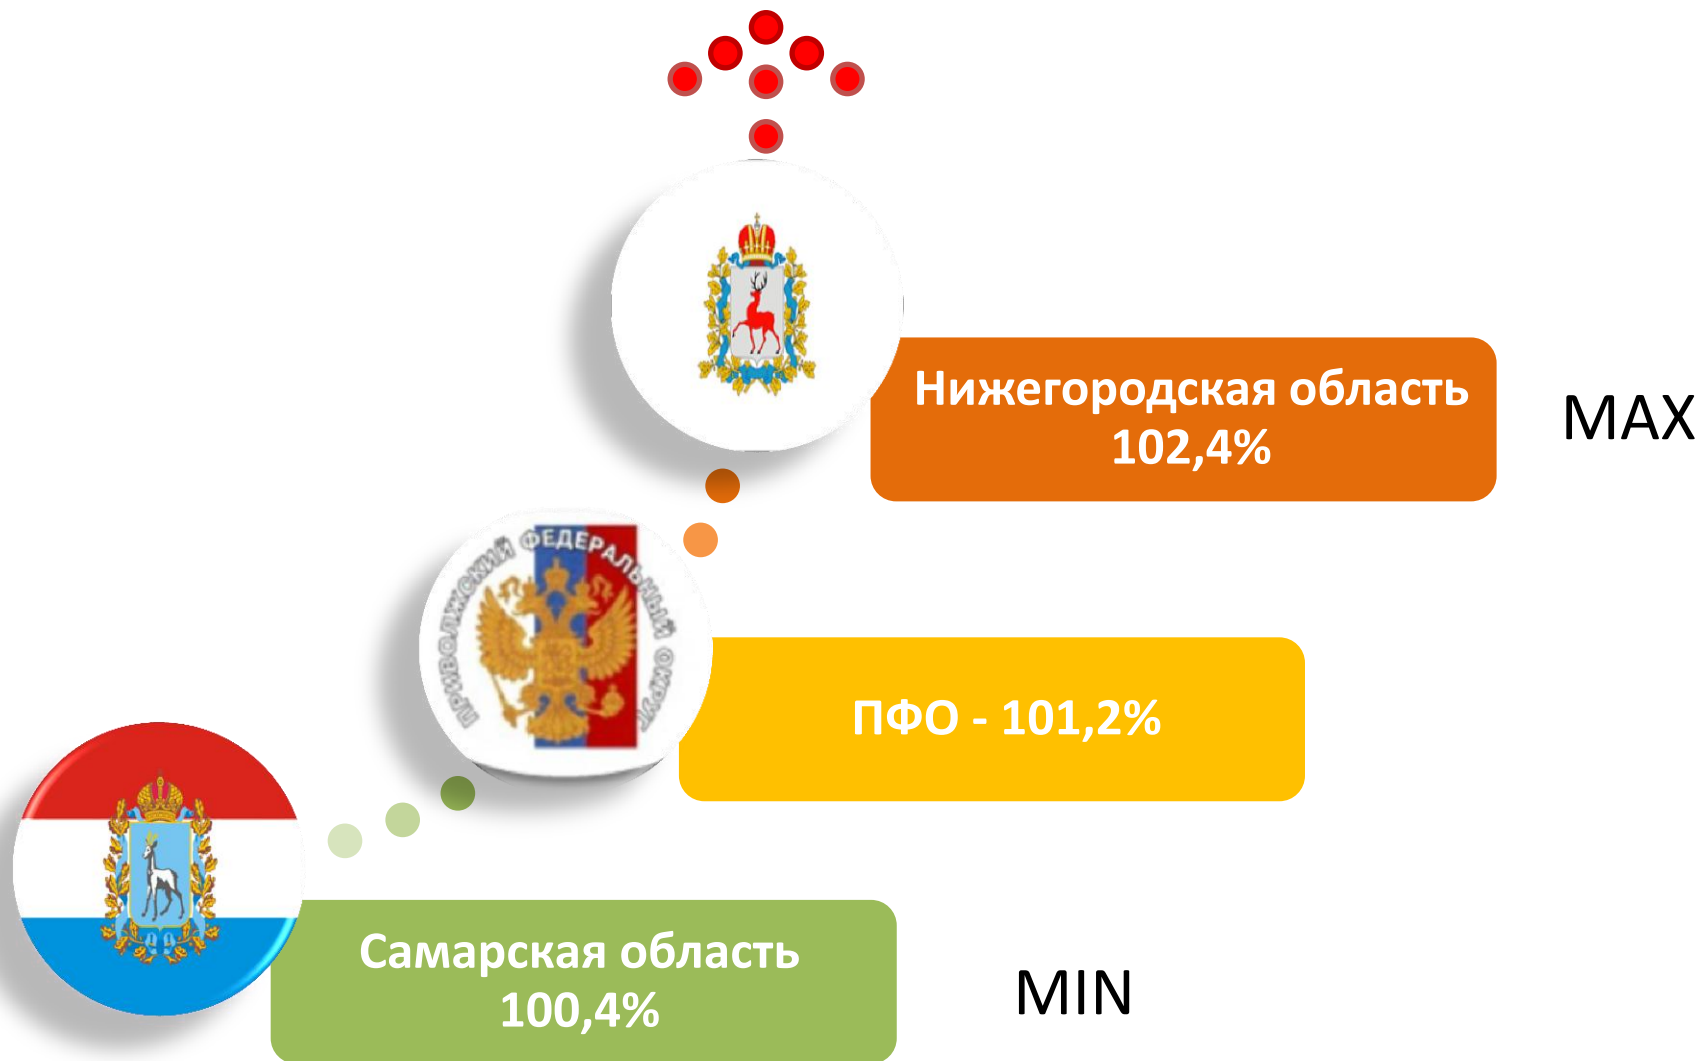 Нижегородская область
102,4%
MAX
ПРИВОЛЖСКИЙ ФЕДЕРАЛЬНЫЙ ОКРУГ
ПФО - 101,2%
Самарская область
100,4%
MIN